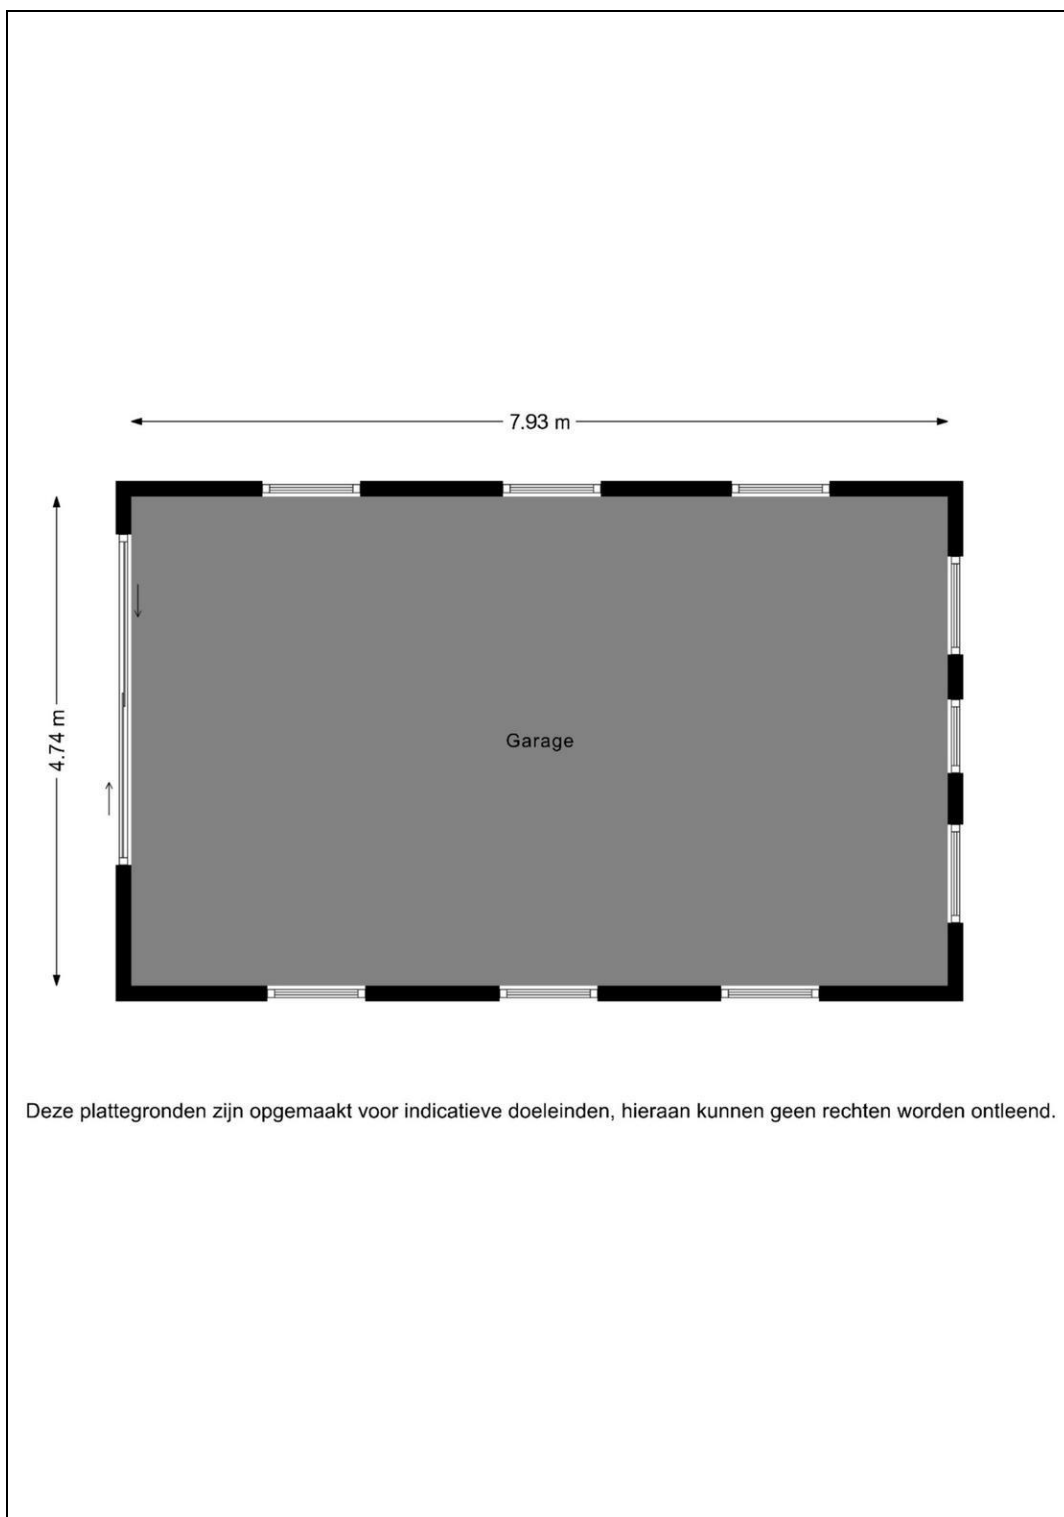 7.93 m
4.74 m
Garage
Deze plattegronden zijn opgemaakt voor indicatieve doeleinden, hieraan kunnen geen rechten worden ontleend.